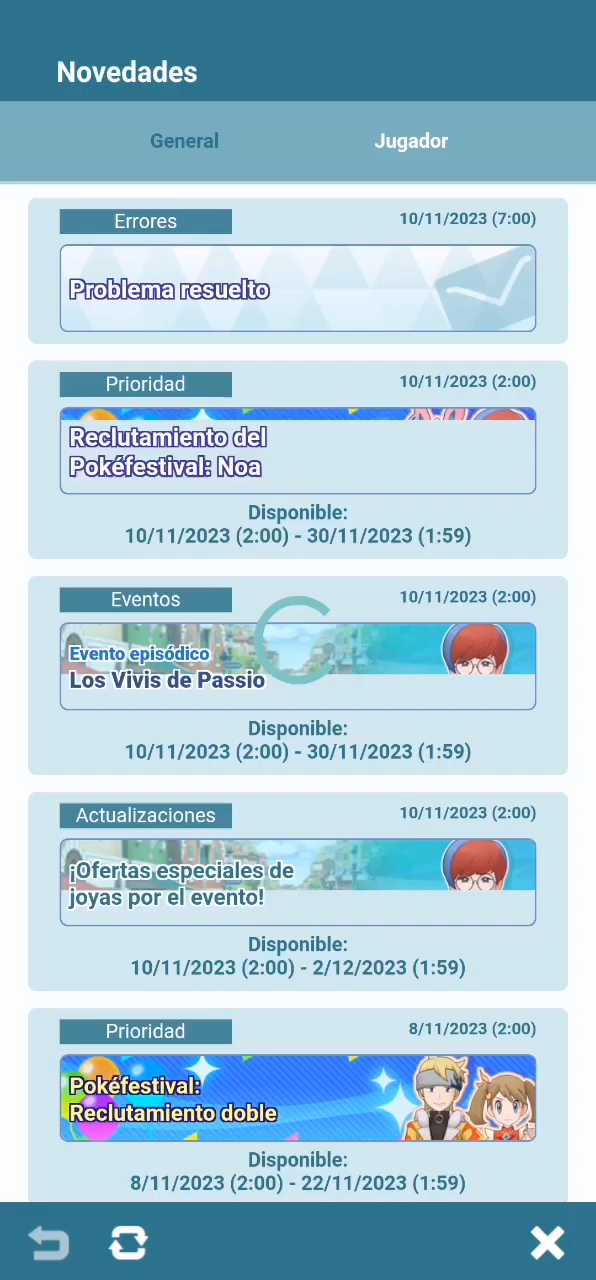 Novedades
General
Jugador
Errores
10/11/2023 (7:00)
Problema resuelto
Prioridad
10/11/2023 (2:00)
Reclutamiento del
Pokéfestival: Noa
Disponible:
10/11/2023 (2:00) - 30/11/2023 (1:59)
Eventos
10/11/2023 (2:00)
Evento episódico
Los Vivis de Passio
Disponible:
10/11/2023 (2:00) - 30/11/2023 (1:59)
Actualizaciones
10/11/2023 (2:00)
¡Ofertas especiales de
joyas por el evento!
Disponible:
10/11/2023 (2:00) - 2/12/2023 (1:59)
Prioridad
8/11/2023 (2:00)
Pokéfestival:
Reclutamiento doble
Disponible:
8/11/2023 (2:00) - 22/11/2023 (1:59)